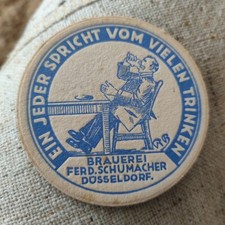 EIN JEDER SPRICHT VOM VIELEN TRINKEN
BRAUEREI
FERD. SCHUMACHER
DÜSSELDORF.